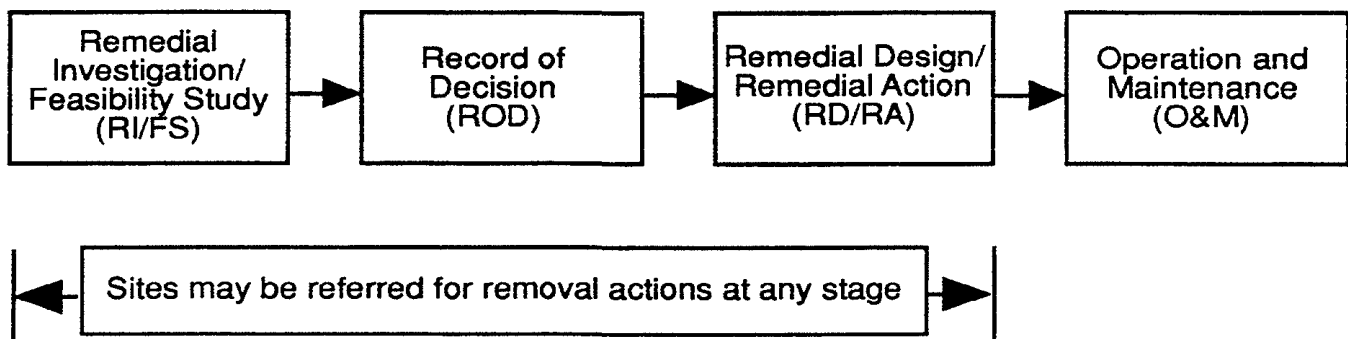 Remedial
Investigation/
Feasibility Study
(RI/FS)
Record of
Decision
(ROD)
Remedial Design/
Remedial Action
(RD/RA)
Operation and
Maintenance
(O&M)
Sites may be referred for removal actions at any stage